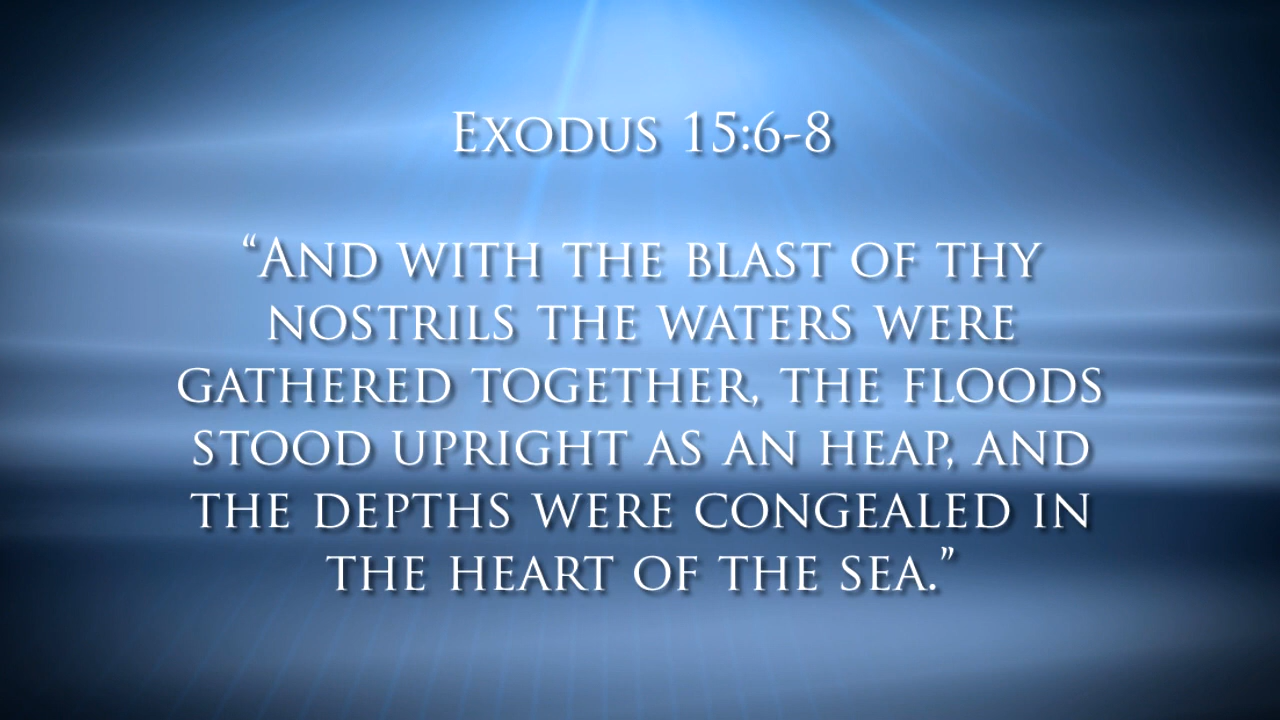 Exodus 15:6-8
“And with the blast of thy
nostrils the waters were
gathered together, the floods
stood upright as an heap, and
the depths were congealed in
the heart of the sea.”